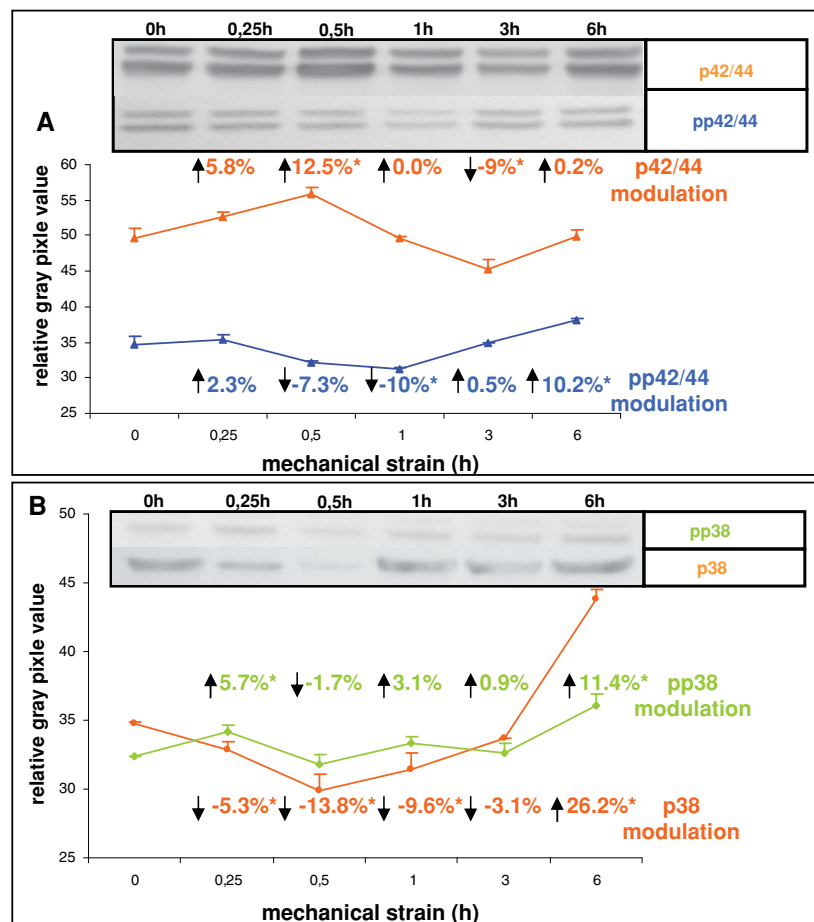 0h 0,25h 0,5h 1h 3h 6h
p42/44
pp42/44
A
60
55
50
45
40
35
30
25
relative gray pixle value
5.8% 12.5%* 0.0% -9%* 0.2% p42/44
modulation
2.3% -7.3% -10%* 0.5% 10.2%* pp42/44
modulation
0 0,25 0,5 1 3 6
mechanical strain (h)
B
0h 0,25h 0,5h 1h 3h 6h
pp38
p38
50
45
40
35
30
25
relative gray pixle value
5.7%* -1.7% 3.1% 0.9% 11.4%* pp38
modulation
-5.3%* -13.8%* -9.6%* -3.1% 26.2%* p38
modulation
0 0,25 0,5 1 3 6
mechanical strain (h)